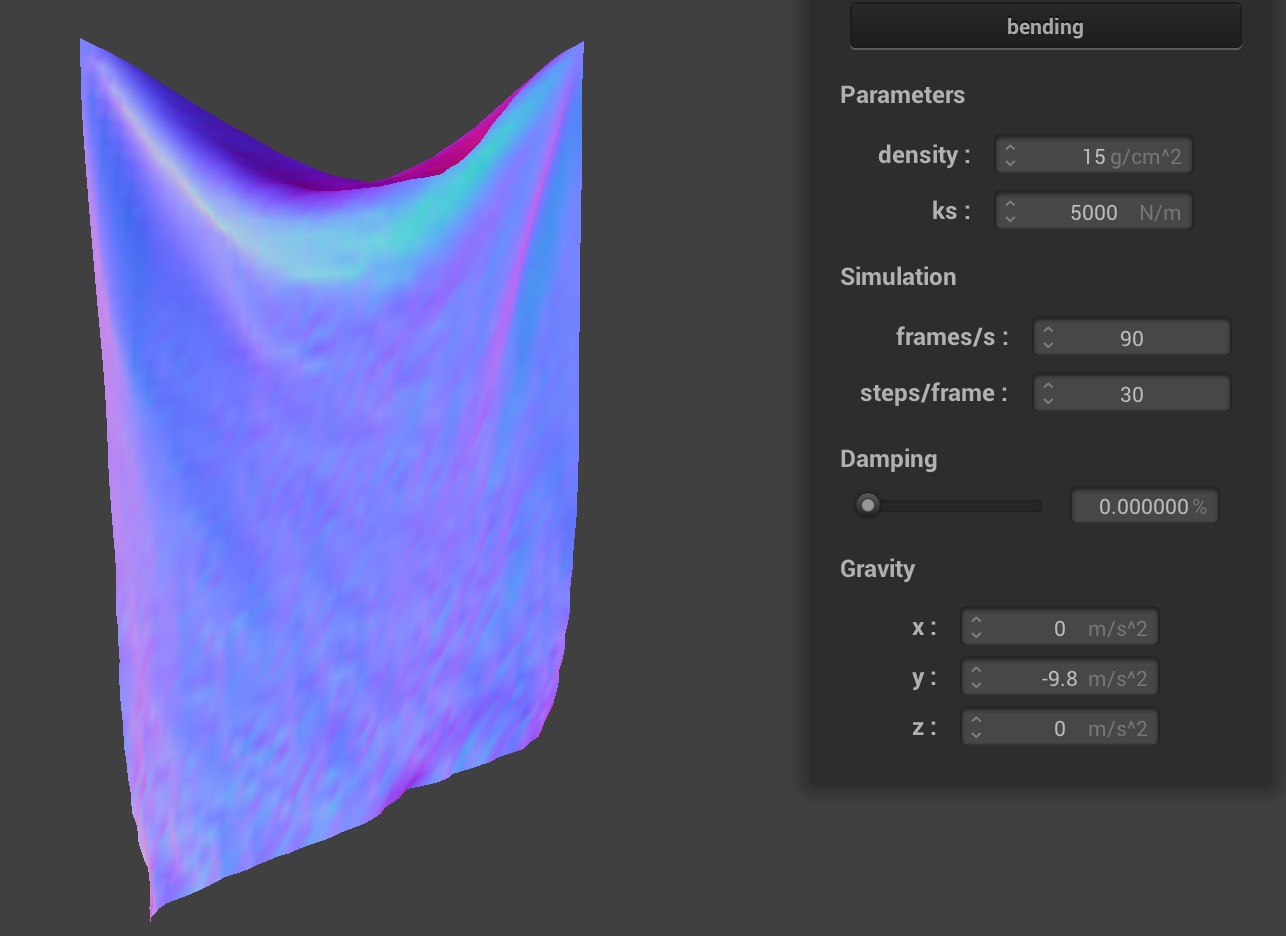 bending
Parameters
density : 15 g/cm^2
ks : 5000 N/m
Simulation
frames/s : 90
steps/frame : 30
Damping
0.000000 %
Gravity
x : 0 m/s^2
y : -9.8 m/s^2
z : 0 m/s^2